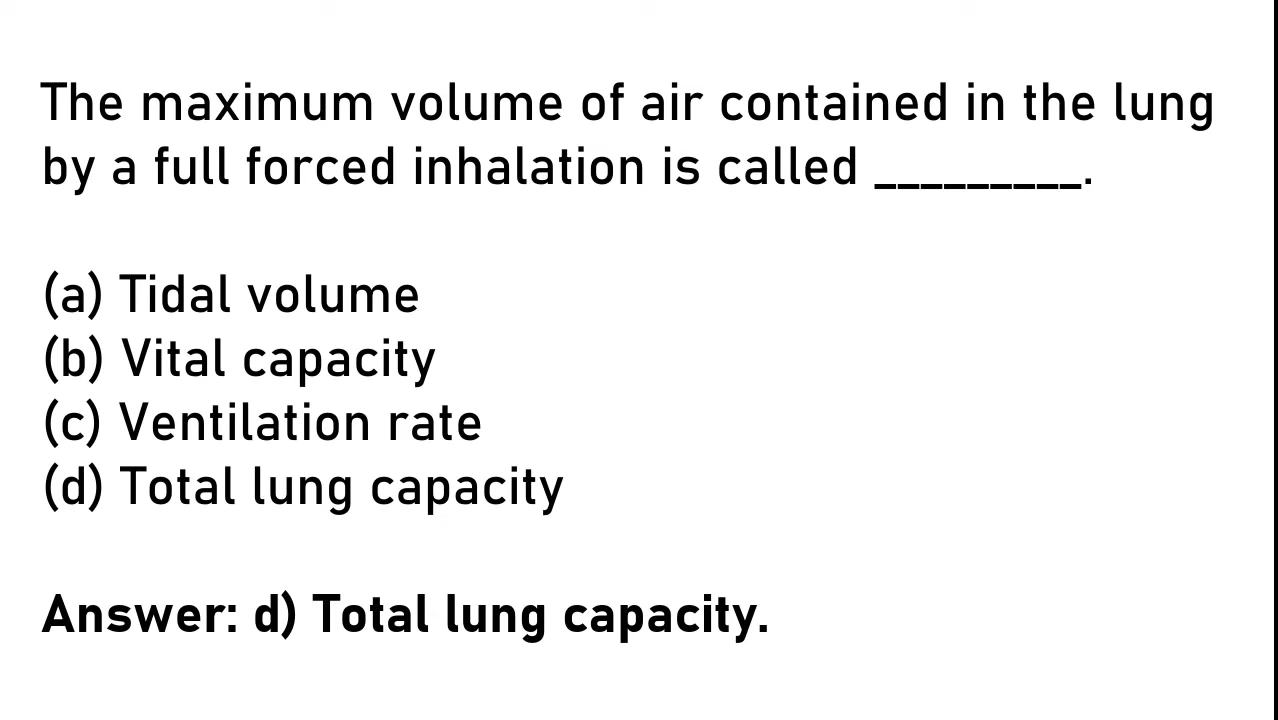 The maximum volume of air contained in the lung
by a full forced inhalation is called _________.
(a) Tidal volume
(b) Vital capacity
(c) Ventilation rate
(d) Total lung capacity
Answer: d) Total lung capacity.